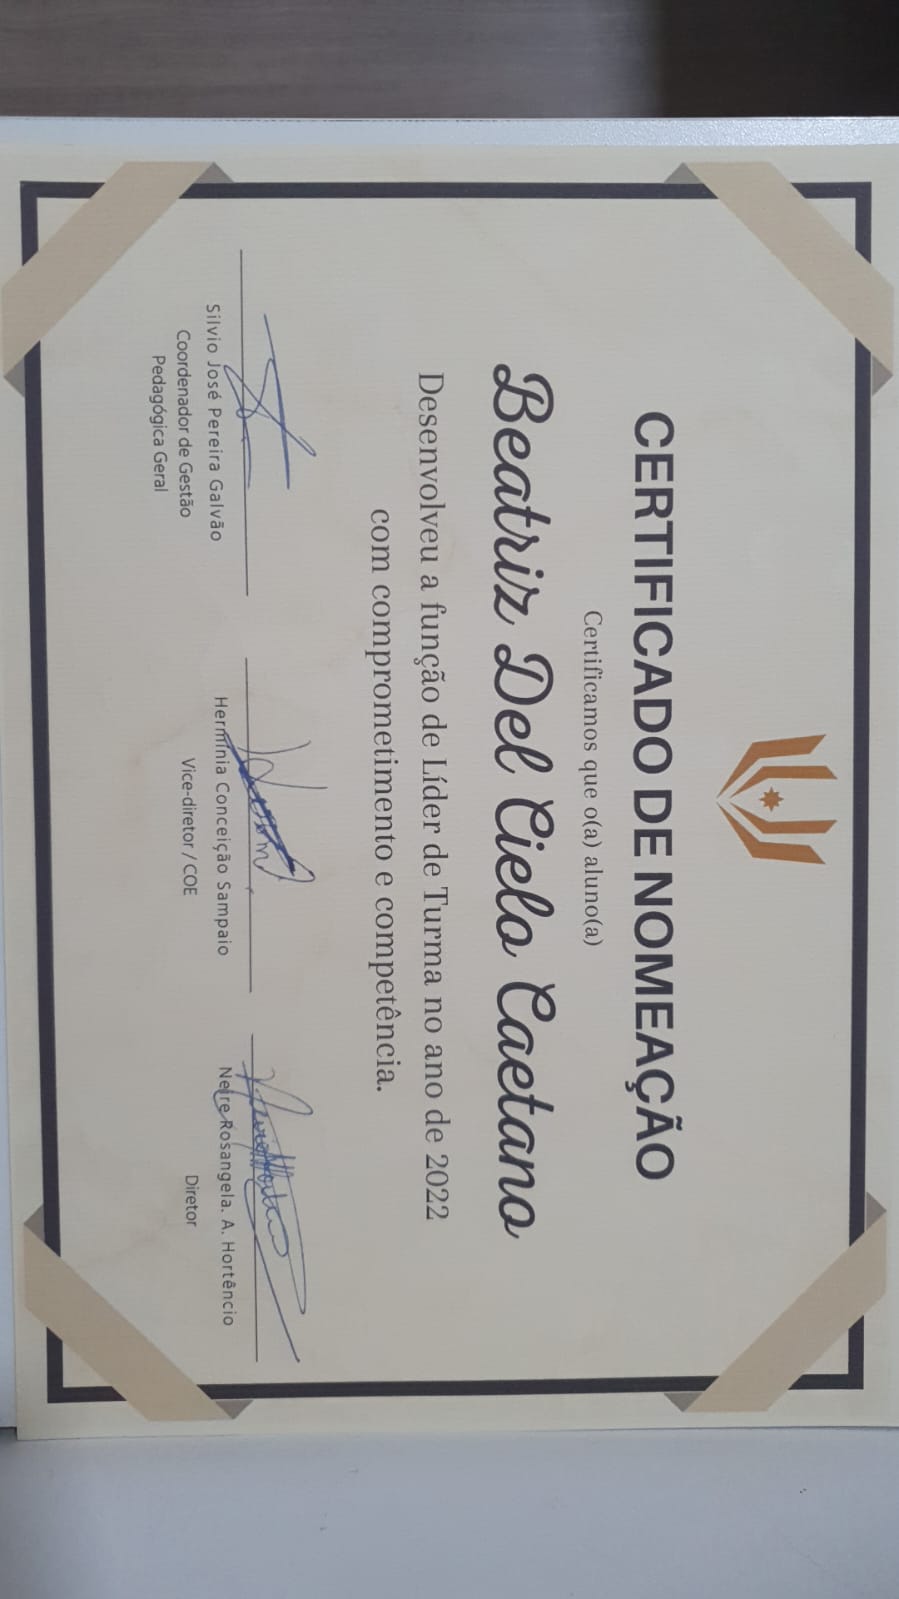 CERTIFICADO DE NOMEAÇÃO
Certificamos que o(a) aluno(a)
Beatriz Del Cielo Caetano
Desenvolveu a função de Líder de Turma no ano de 2022
com comprometimento e competência.
Silvio José Pereira Galvão
Coordenador de Gestão
Pedagógica Geral
Hermínia Conceição Sampaio
Vice-diretor / COE
Neire Rosangela. A. Hortêncio
Diretor